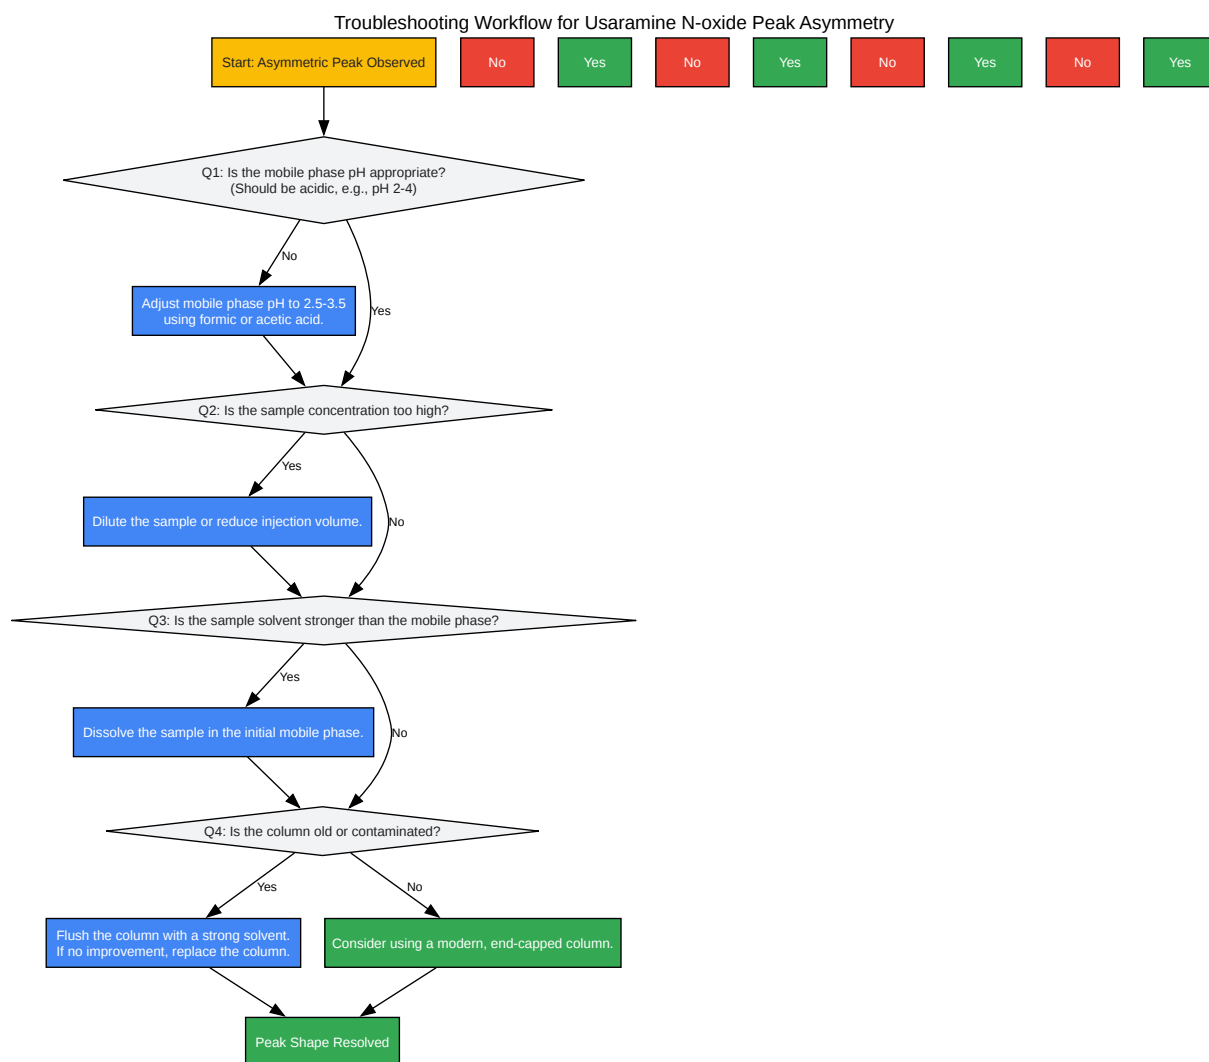 Troubleshooting Workflow for Usaramine N-oxide Peak Asymmetry
Start: Asymmetric Peak Observed
No
Yes
No
Yes
No
Yes
No
Yes
Q1: Is the mobile phase pH appropriate?
(Should be acidic, e.g., pH 2-4)
No
Adjust mobile phase pH to 2.5-3.5
using formic or acetic acid.
Yes
Q2: Is the sample concentration too high?
Yes
Dilute the sample or reduce injection volume.
No
Q3: Is the sample solvent stronger than the mobile phase?
Yes
Dissolve the sample in the initial mobile phase.
No
Q4: Is the column old or contaminated?
Yes
No
Flush the column with a strong solvent.
If no improvement, replace the column.
Consider using a modern, end-capped column.
Peak Shape Resolved